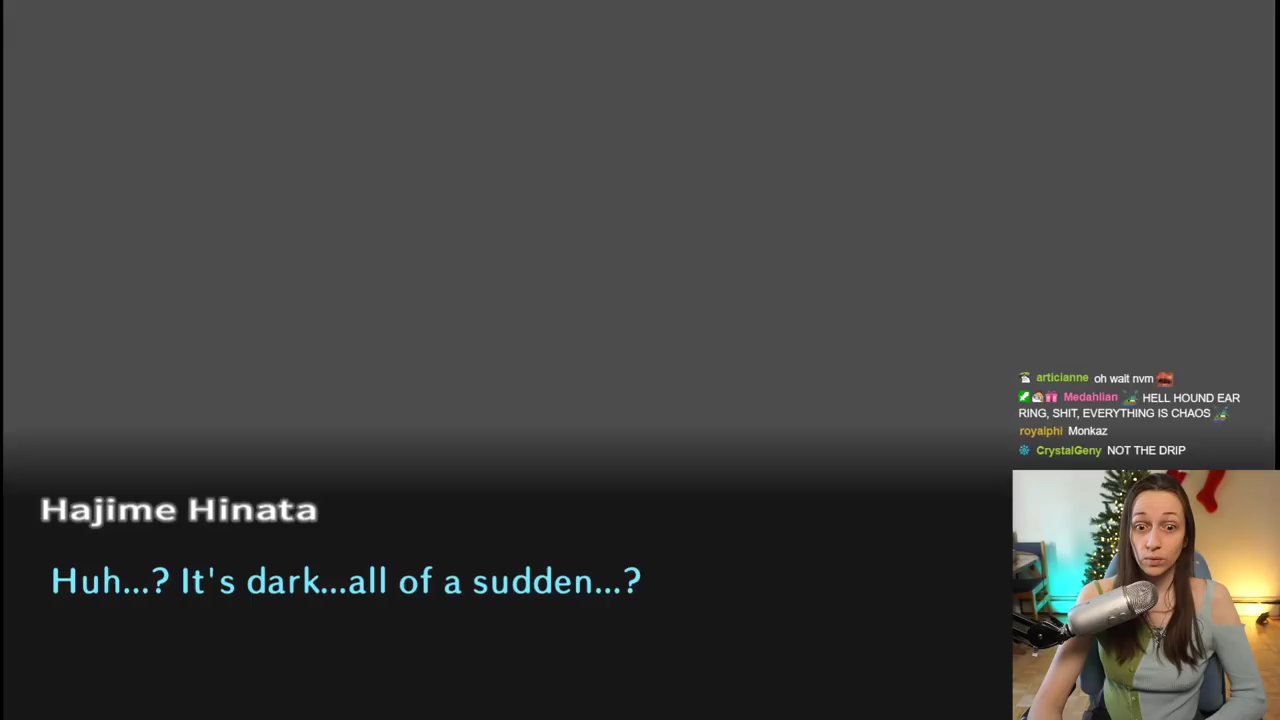 articianne oh wait nvm
Medahlian HELL HOUND EAR
RING, SHIT, EVERYTHING IS CHAOS
royalphi Monkaz
CrystalGeny NOT THE DRIP
Hajime Hinata
Huh...? It's dark...all of a sudden...?